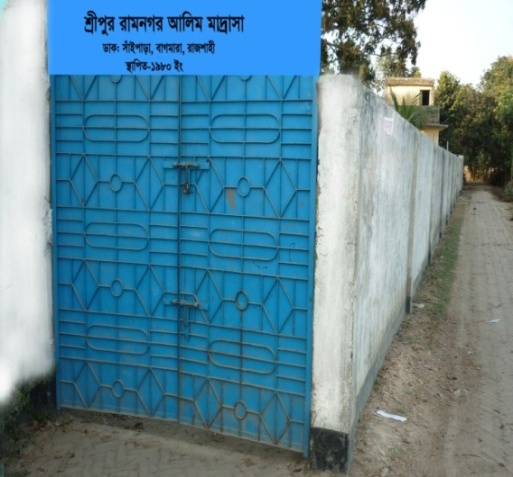 শ্রীপুর রামনগর আলিম মাদ্রাসা
ডাক: সাঁইপাড়া, বাগমারা, রাজশাহী
স্থাপিত-১৯৮০ ইং